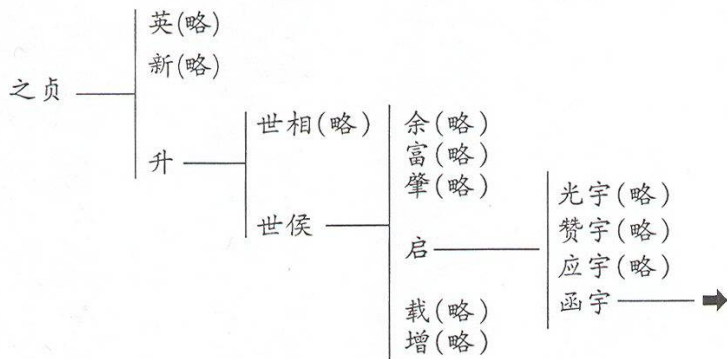 英(略)
新(略)
之贞
升
世相(略)
世侯
余(略)
富(略)
肇(略)
启
载(略)
增(略)
光宇(略)
赞宇(略)
应宇(略)
函宇